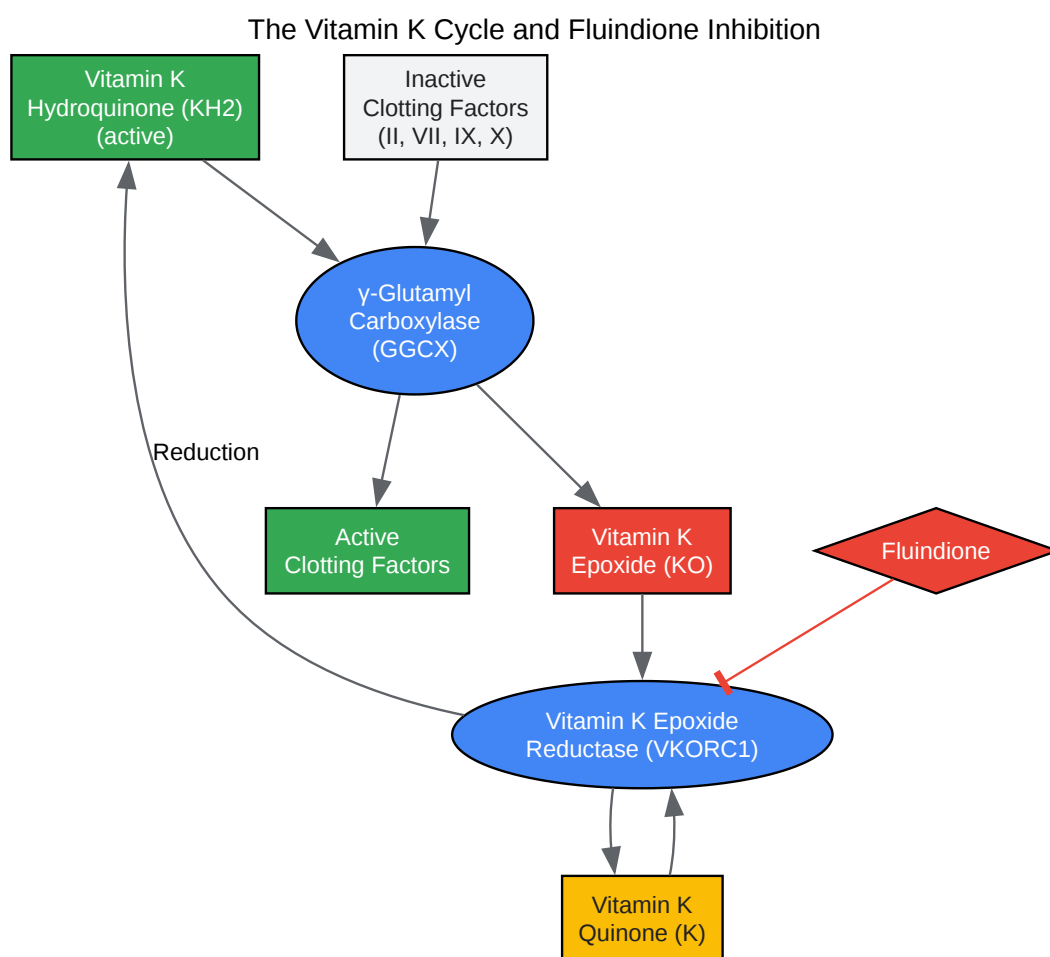 The Vitamin K Cycle and Fluindione Inhibition
Vitamin K
Hydroquinone (KH2)
(active)
Inactive
Clotting Factors
(II, VII, IX, X)
γ-Glutamyl
Carboxylase
(GGCX)
Reduction
Active
Clotting Factors
Vitamin K
Epoxide (KO)
Fluindione
Vitamin K Epoxide
Reductase (VKORC1)
Vitamin K
Quinone (K)